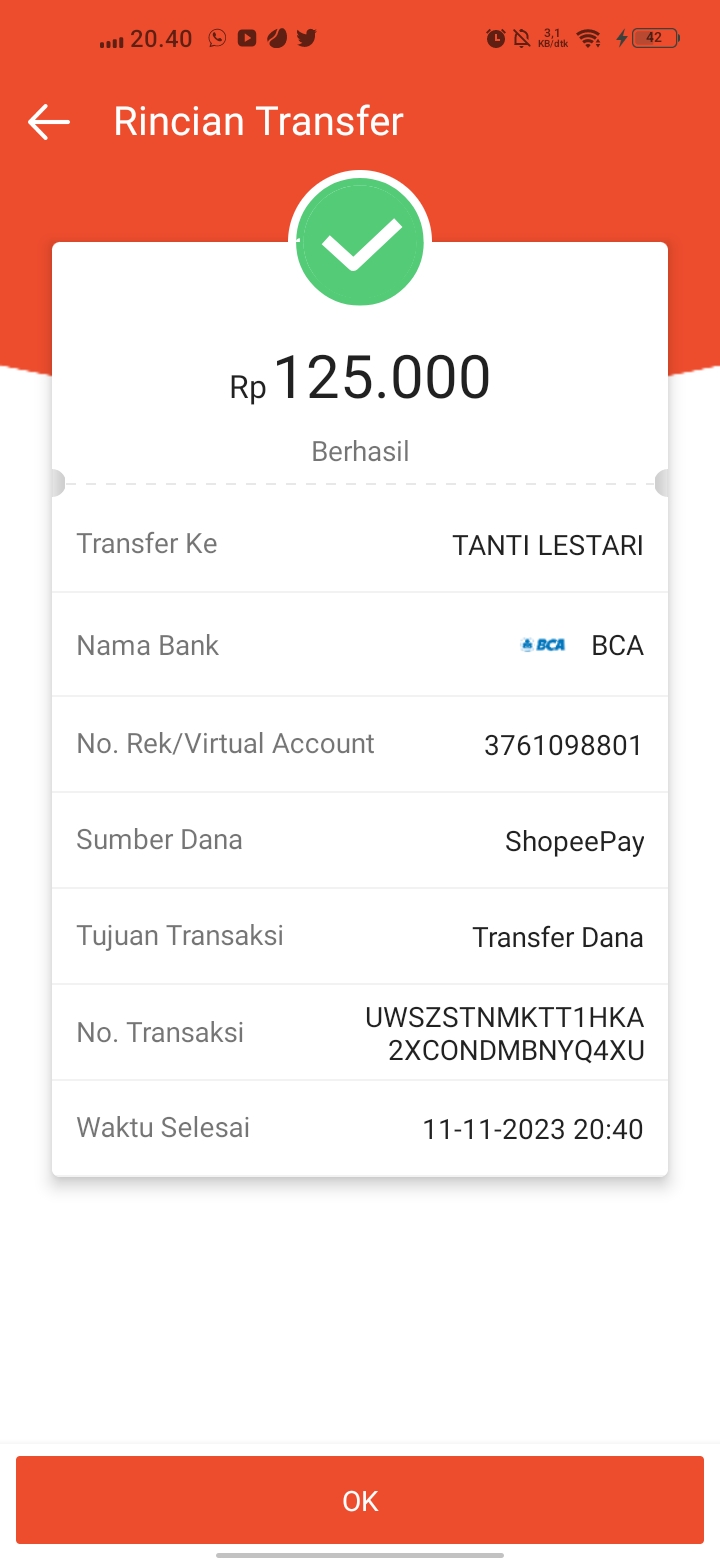 20.40
3,1
KB/dtk
42
Rincian Transfer
Rp 125.000
Berhasil
Transfer Ke TANTI LESTARI
Nama Bank BCA BCA
No. Rek/Virtual Account 3761098801
Sumber Dana ShopeePay
Tujuan Transaksi Transfer Dana
No. Transaksi UWSZSTNMKTT1HKA
2XCONDMBNYQ4XU
Waktu Selesai 11-11-2023 20:40
OK